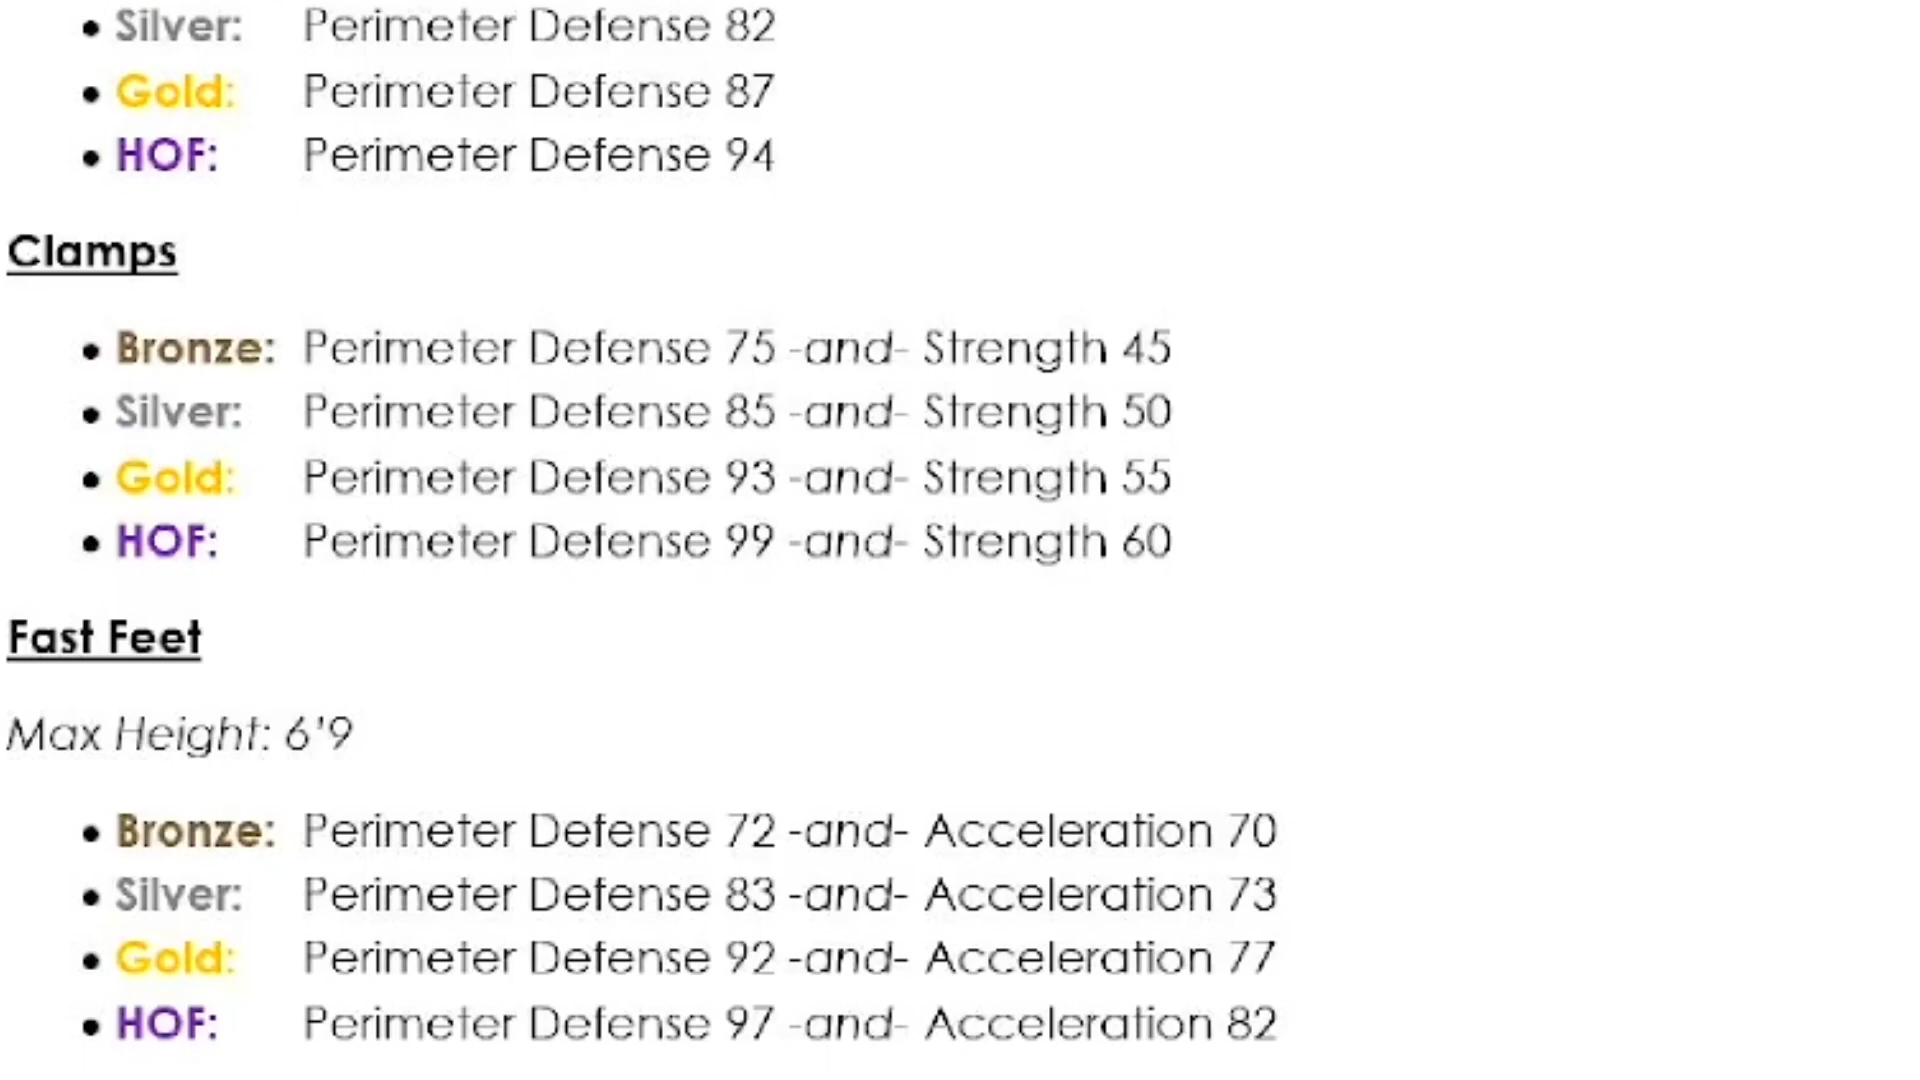 • Silver: Perimeter Defense 82
• Gold: Perimeter Defense 87
• HOF: Perimeter Defense 94
Clamps
• Bronze: Perimeter Defense 75 -and- Strength 45
• Silver: Perimeter Defense 85 -and- Strength 50
• Gold: Perimeter Defense 93 -and- Strength 55
• HOF: Perimeter Defense 99 -and- Strength 60
Fast Feet
Max Height: 6'9
• Bronze: Perimeter Defense 72 -and- Acceleration 70
• Silver: Perimeter Defense 83 -and- Acceleration 73
• Gold: Perimeter Defense 92 -and- Acceleration 77
• HOF: Perimeter Defense 97 -and- Acceleration 82